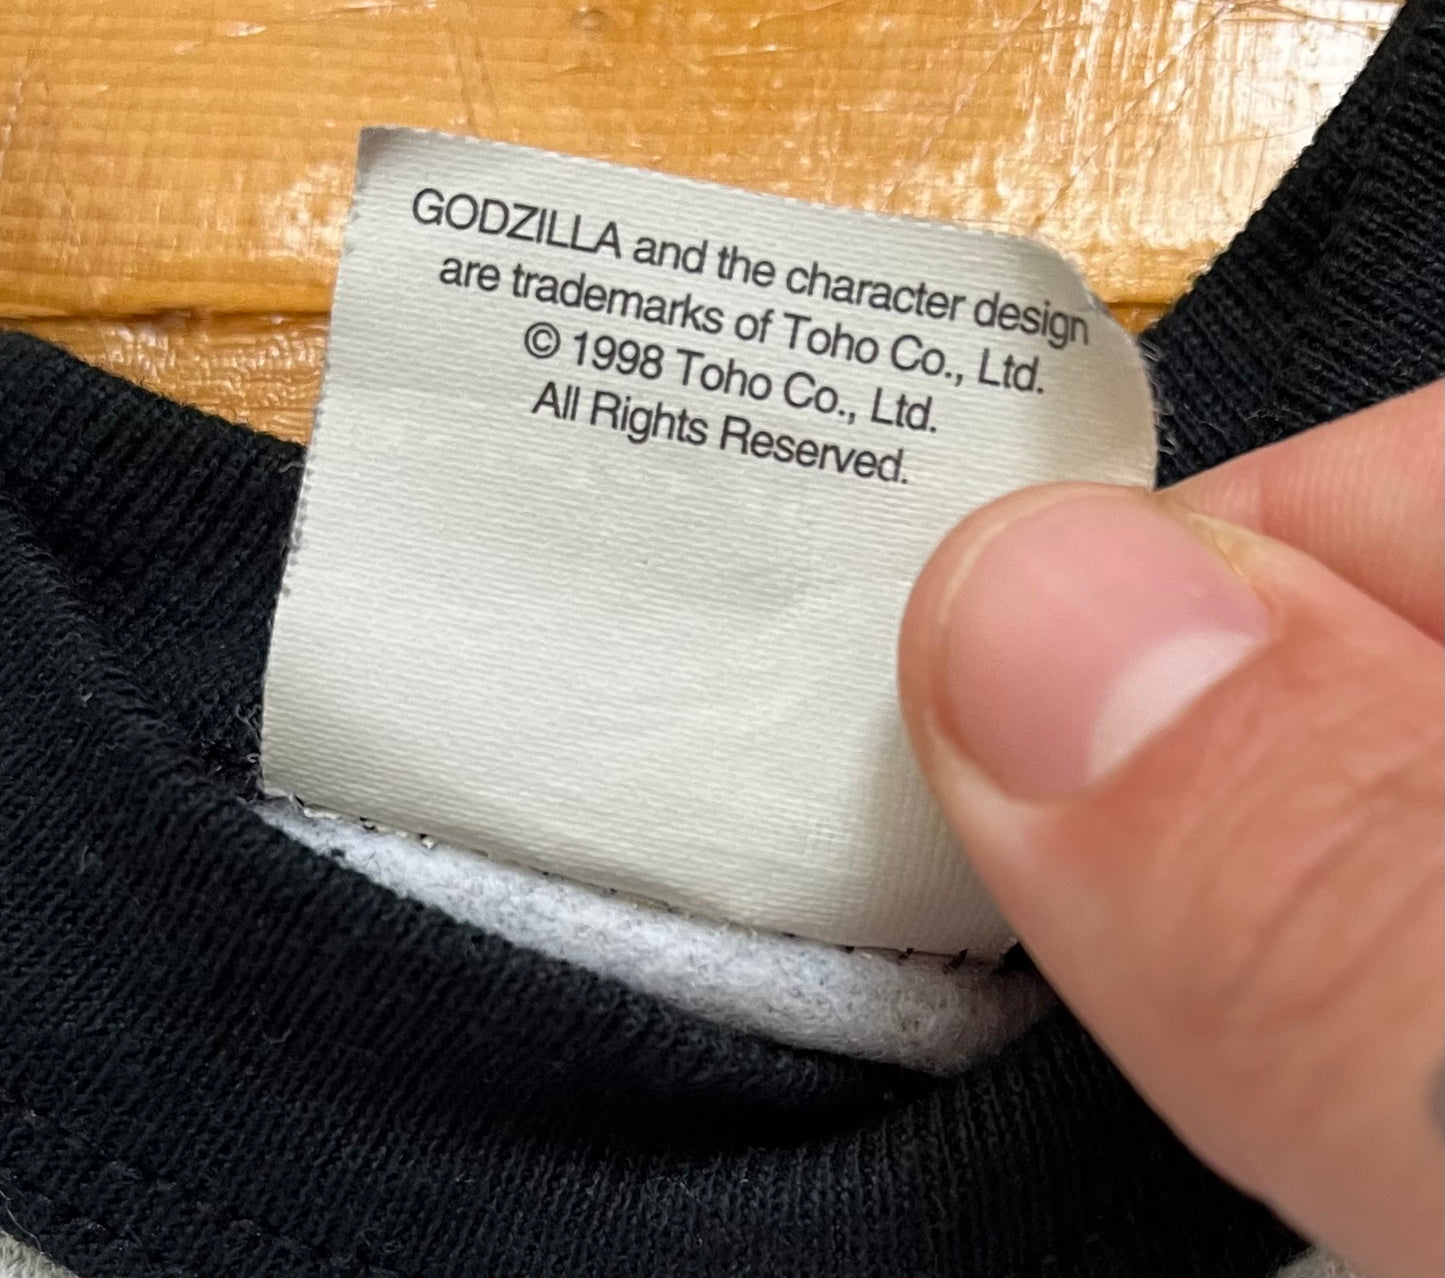 GODZILLA and the character design
are trademarks of Toho Co., Ltd.
© 1998 Toho Co., Ltd.
All Rights Reserved.